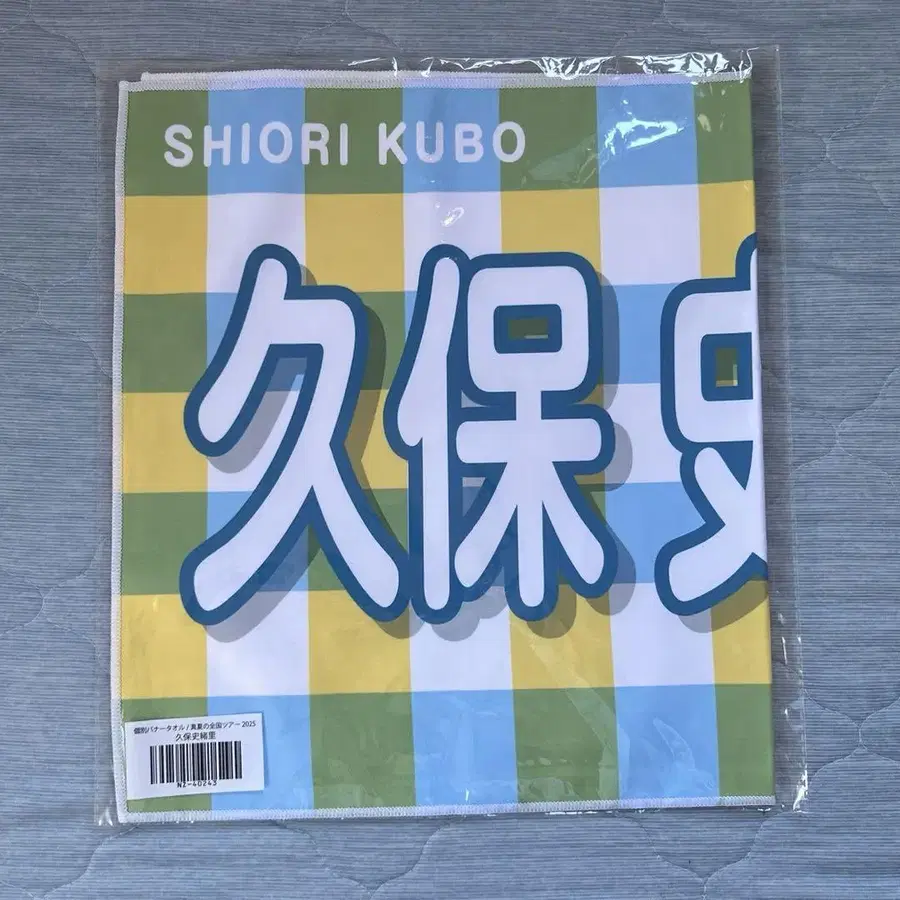 SHIORI KUBO
久保史
個別バナータオル / 真夏の全国ツアー 2025
久保史緒里
NZ-40243